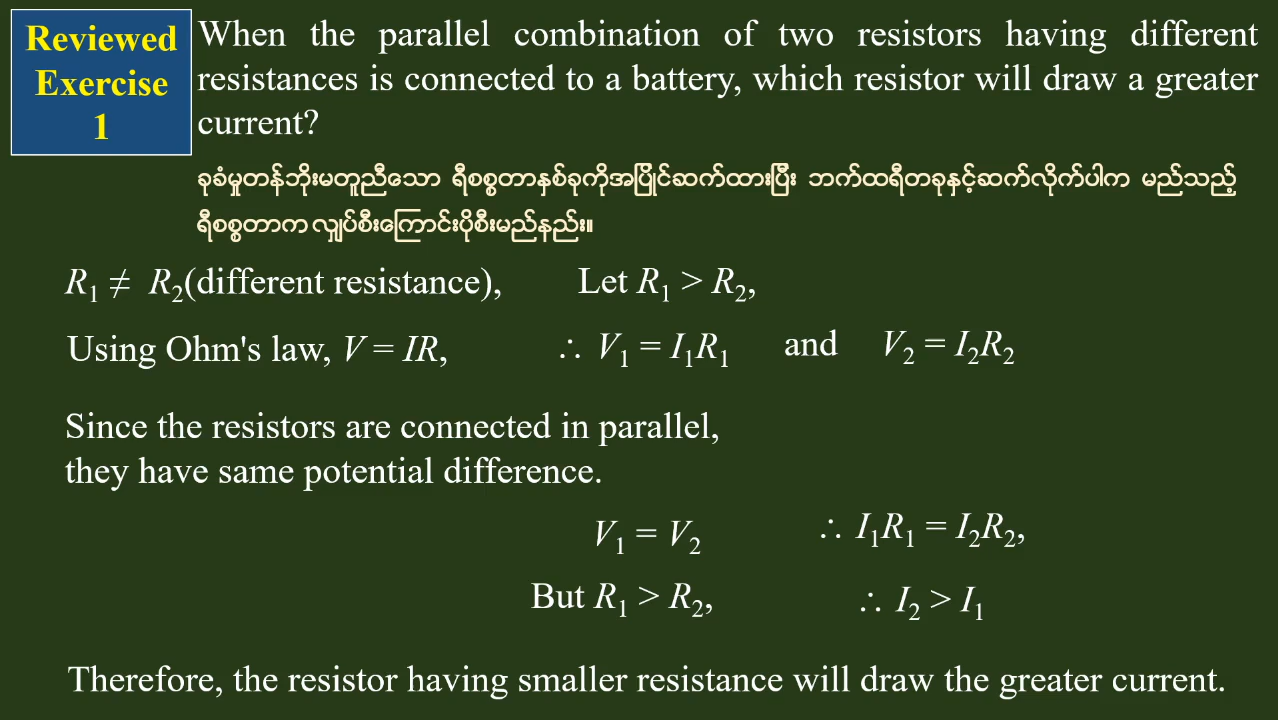 Reviewed
Exercise
1
When the parallel combination of two resistors having different
resistances is connected to a battery, which resistor will draw a greater
current?
ခုခံမှုတန်ဘိုးမတူညီသော ရီစစ္စတာနှစ်ခုကိုအပြိုင်ဆက်ထားပြီး ဘက်ထရီတခုနှင့်ဆက်လိုက်ပါက မည်သည့်
ရီစစ္စတာက လျှပ်စီးကြောင်းပိုစီးမည်နည်း။
R₁ ≠ R₂(different resistance), Let R₁ > R₂,
Using Ohm's law, V = IR, ∴ V₁ = I₁R₁ and V₂ = I₂R₂
Since the resistors are connected in parallel,
they have same potential difference.
V₁ = V₂ ∴ I₁R₁ = I₂R₂,
But R₁ > R₂, ∴ I₂ > I₁
Therefore, the resistor having smaller resistance will draw the greater current.